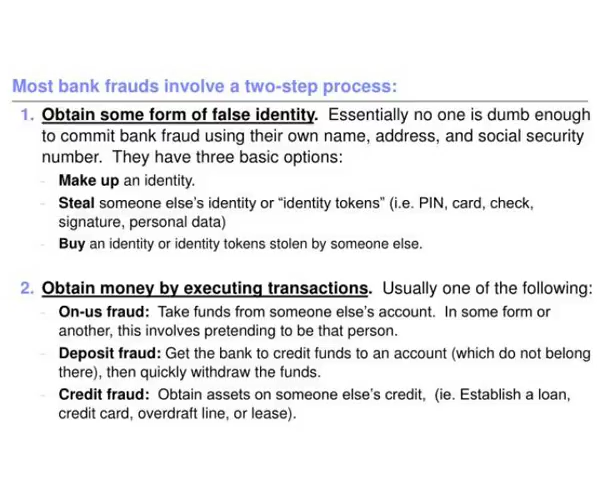 Most bank frauds involve a two-step process:
1. Obtain some form of false identity. Essentially no one is dumb enough
to commit bank fraud using their own name, address, and social security
number. They have three basic options:
- Make up an identity.
- Steal someone else's identity or “identity tokens” (i.e. PIN, card, check,
signature, personal data)
- Buy an identity or identity tokens stolen by someone else.
2. Obtain money by executing transactions. Usually one of the following:
- On-us fraud: Take funds from someone else's account. In some form or
another, this involves pretending to be that person.
- Deposit fraud: Get the bank to credit funds to an account (which do not belong
there), then quickly withdraw the funds.
- Credit fraud: Obtain assets on someone else's credit, (ie. Establish a loan,
credit card, overdraft line, or lease).